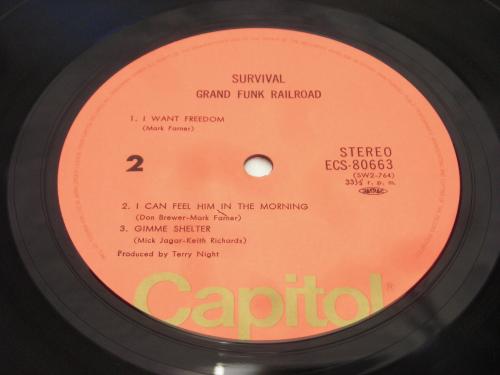 SURVIVAL
GRAND FUNK RAILROAD
1. I WANT FREEDOM
(Mark Farner)
2
STEREO
ECS-80663
(SW2-764)
33⅓ r. p. m.
2. I CAN FEEL HIM IN THE MORNING
(Don Brewer-Mark Farner)
3. GIMME SHELTER
(Mick Jagar-Keith Richards)
Produced by Terry Night
Capitol